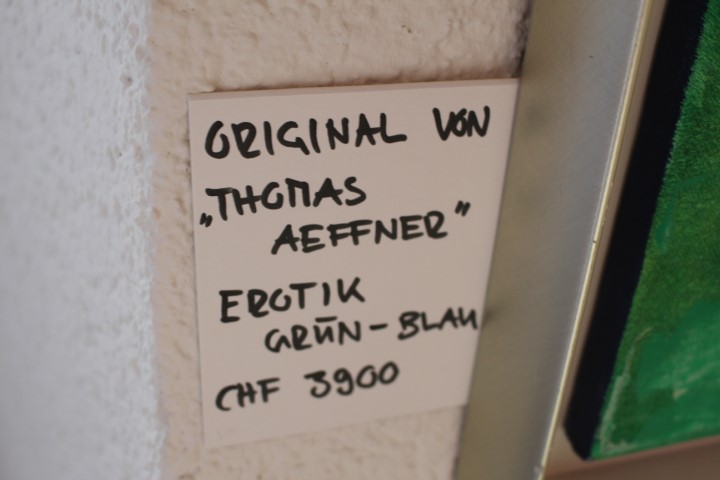 ORIGINAL VON
„THOMAS
AEFFNER"
EROTIK
GRÜN-BLAU
CHF 3900